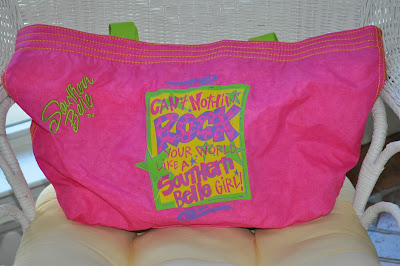 Southern
Belle
CAN'T NOTHIN'
ROCK
YOUR WORLD
LIKE A
SOUTHERN
Belle GIRL!